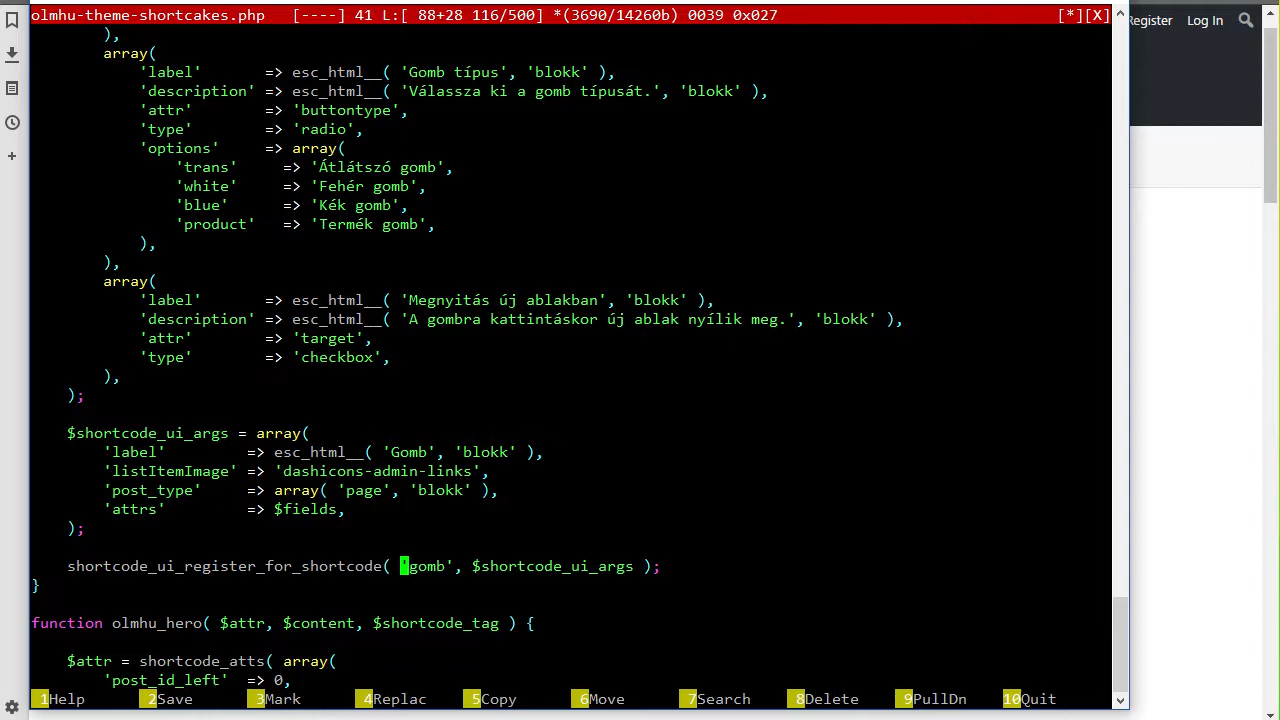 olmhu-theme-shortcakes.php   [----] 41 L:[ 88+28 116/500] *(3690/14260b) 0039 0x027   [*][X]
Register   Log In
        ),
        array(
            'label'       => esc_html__( 'Gomb típus', 'blokk' ),
            'description' => esc_html__( 'Válassza ki a gomb típusát.', 'blokk' ),
            'attr'        => 'buttontype',
            'type'        => 'radio',
            'options'     => array(
                'trans'     => 'Átlátszó gomb',
                'white'     => 'Fehér gomb',
                'blue'      => 'Kék gomb',
                'product'   => 'Termék gomb',
            ),
        ),
        array(
            'label'       => esc_html__( 'Megnyitás új ablakban', 'blokk' ),
            'description' => esc_html__( 'A gombra kattintáskor új ablak nyílik meg.', 'blokk' ),
            'attr'        => 'target',
            'type'        => 'checkbox',
        ),
    );
    $shortcode_ui_args = array(
        'label'         => esc_html__( 'Gomb', 'blokk' ),
        'listItemImage' => 'dashicons-admin-links',
        'post_type'     => array( 'page', 'blokk' ),
        'attrs'         => $fields,
    );
    shortcode_ui_register_for_shortcode( 'gomb', $shortcode_ui_args );
}
function olmhu_hero( $attr, $content, $shortcode_tag ) {
    $attr = shortcode_atts( array(
        'post_id_left'  => 0,
1Help   2Save   3Mark   4Replac   5Copy   6Move   7Search   8Delete   9PullDn   10Quit